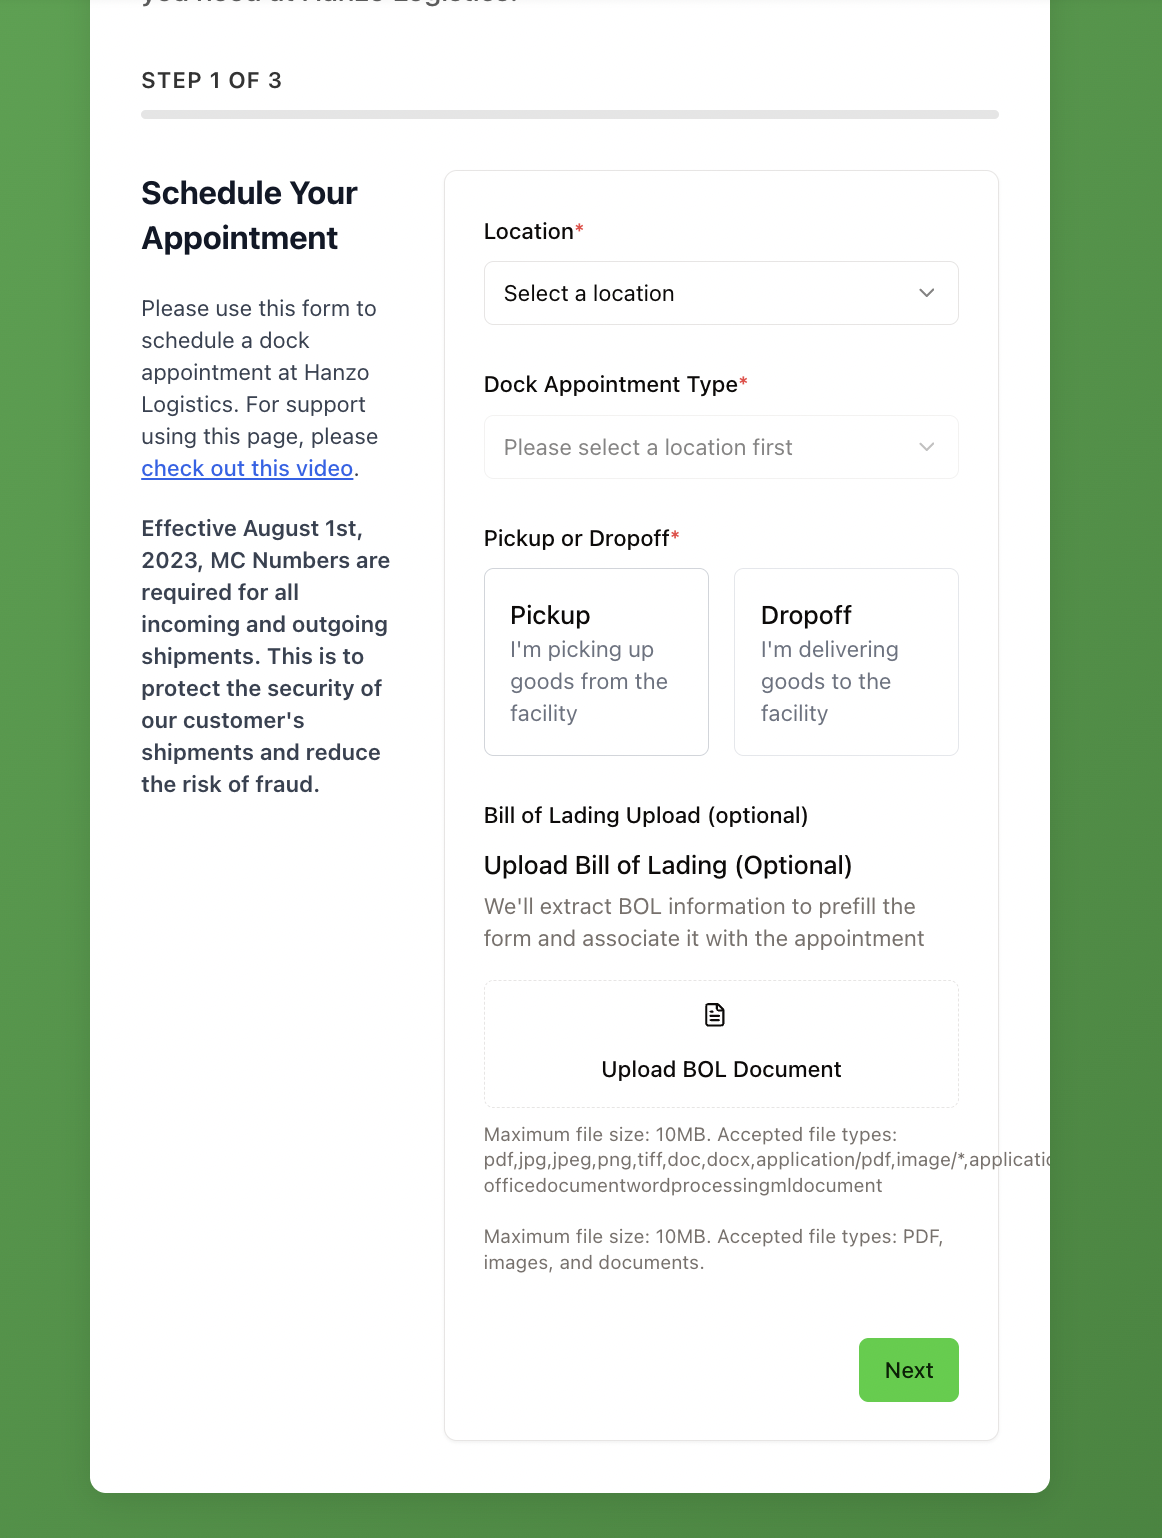 STEP 1 OF 3
Schedule Your
Appointment
Please use this form to
schedule a dock
appointment at Hanzo
Logistics. For support
using this page, please
check out this video.
Effective August 1st,
2023, MC Numbers are
required for all
incoming and outgoing
shipments. This is to
protect the security of
our customer's
shipments and reduce
the risk of fraud.
Location*
Select a location
Dock Appointment Type*
Please select a location first
Pickup or Dropoff*
Pickup
I'm picking up
goods from the
facility
Dropoff
I'm delivering
goods to the
facility
Bill of Lading Upload (optional)
Upload Bill of Lading (Optional)
We'll extract BOL information to prefill the
form and associate it with the appointment
Upload BOL Document
Maximum file size: 10MB. Accepted file types:
pdf,jpg,jpeg,png,tiff,doc,docx,application/pdf,image/*,applicatio
officedocumentwordprocessingmldocument
Maximum file size: 10MB. Accepted file types: PDF,
images, and documents.
Next